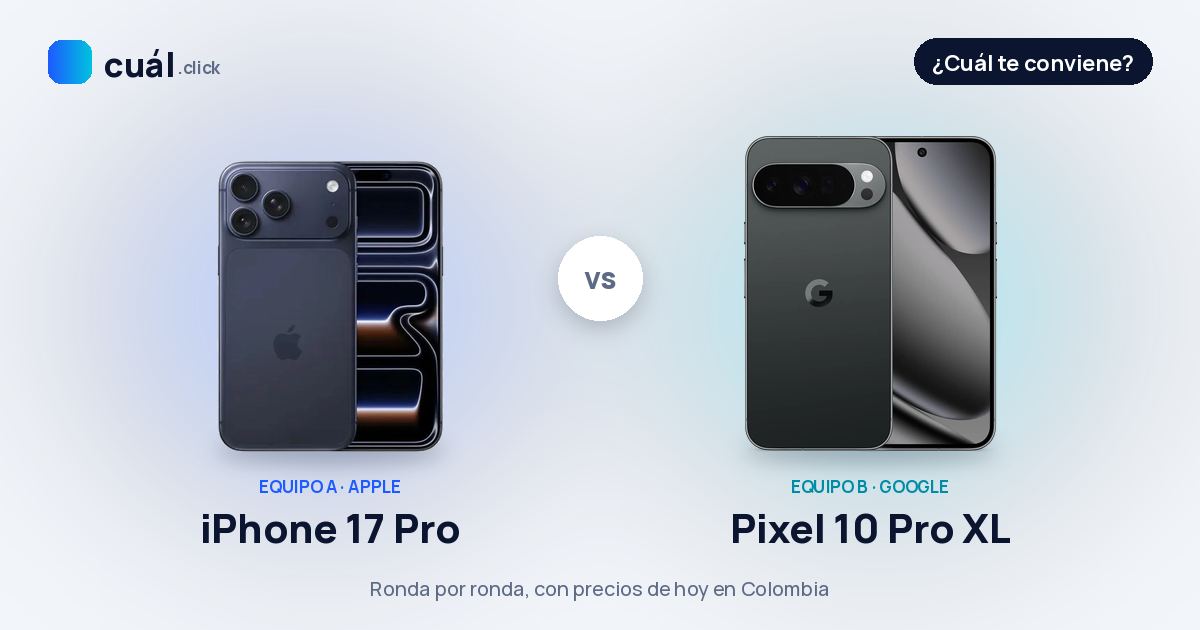 cuál.click
¿Cuál te conviene?
VS
G
EQUIPO A · APPLE
EQUIPO B · GOOGLE
iPhone 17 Pro
Pixel 10 Pro XL
Ronda por ronda, con precios de hoy en Colombia